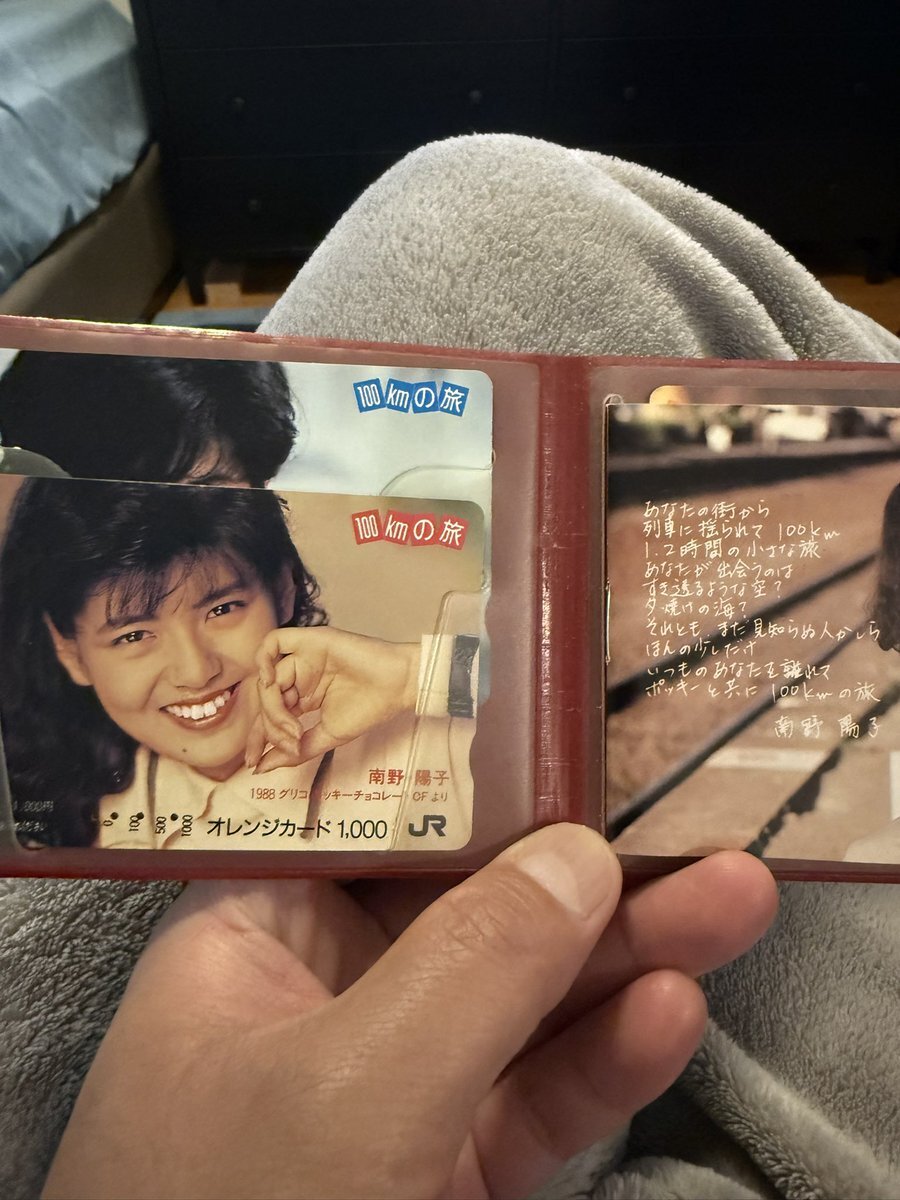 100 kmの旅
100 kmの旅
南野 陽子
1988 グリコ ッキーチョコレー CFより
0 100 500 1000
オレンジカード 1,000 JR
あなたの街から
列車に揺られて 100km
1.2時間の小さな旅
あなたが出会うのは
すき透るような空?
夕焼けの海?
それとも まだ見知らぬ人かしら
ほんの少しだけ
いつものあなたを離れて
ポッキーと共に 100kmの旅
南野 陽子